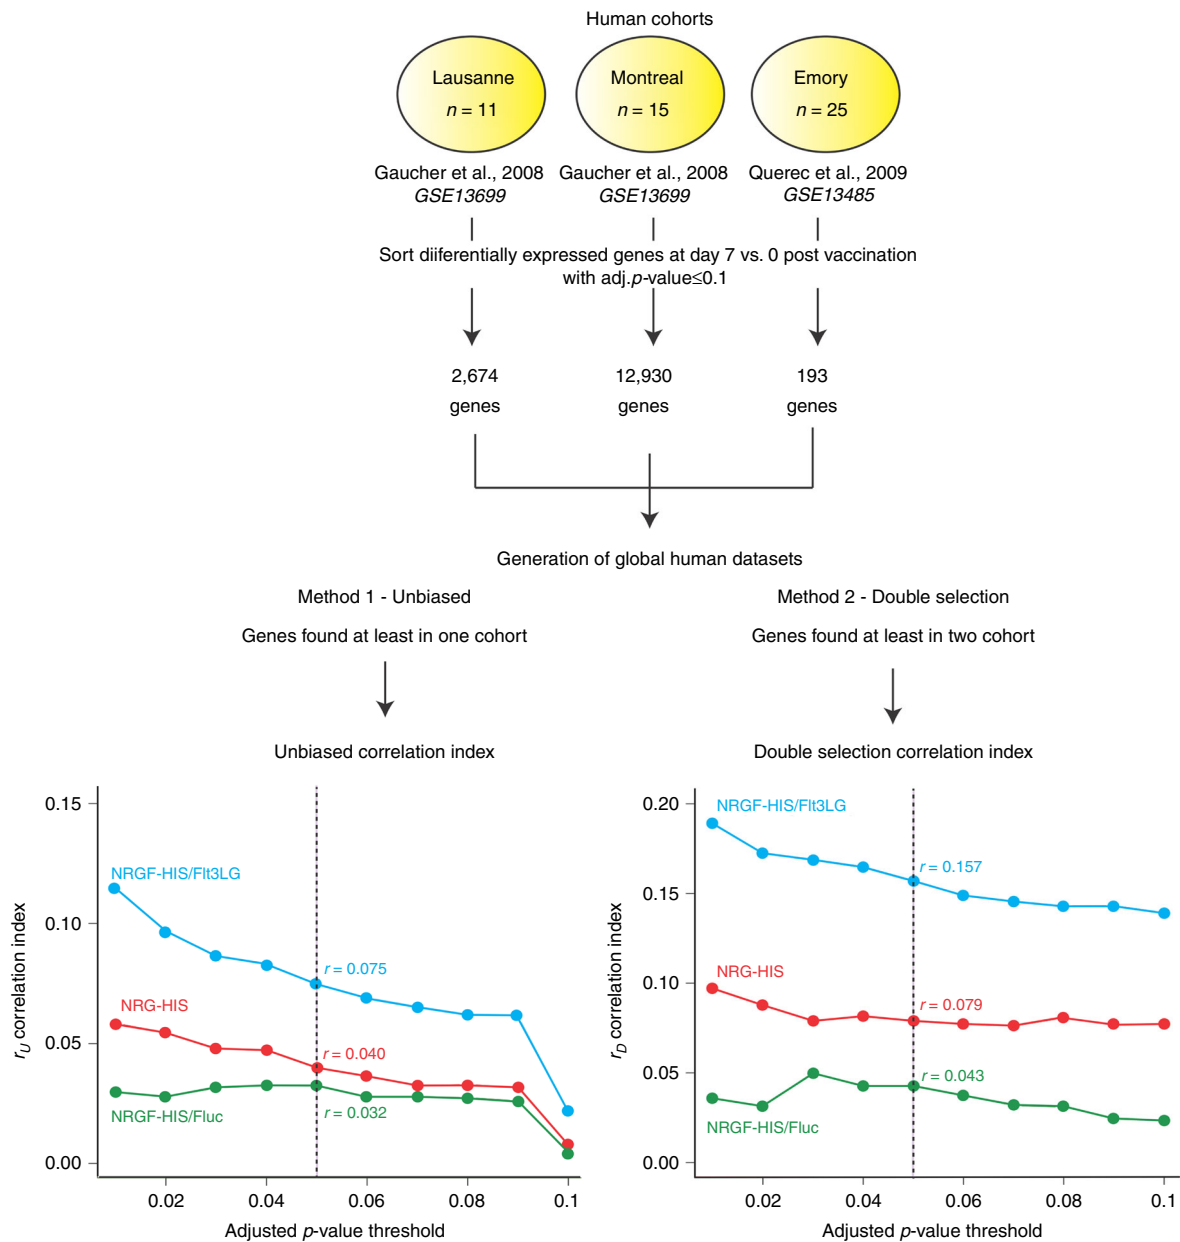 Human cohorts
Lausanne
n = 11
Montreal
n = 15
Emory
n = 25
Gaucher et al., 2008
GSE13699
Gaucher et al., 2008
GSE13699
Querec et al., 2009
GSE13485
Sort diifferentially expressed genes at day 7 vs. 0 post vaccination
with adj.p-value≤0.1
2,674
genes
12,930
genes
193
genes
Generation of global human datasets
Method 1 - Unbiased
Genes found at least in one cohort
Unbiased correlation index
0.15
0.10
0.05
0.00
rU correlation index
NRGF-HIS/Flt3LG
NRG-HIS
NRGF-HIS/Fluc
r = 0.075
r = 0.040
r = 0.032
0.02 0.04 0.06 0.08 0.1
Adjusted p-value threshold
Method 2 - Double selection
Genes found at least in two cohort
Double selection correlation index
0.20
0.15
0.10
0.05
0.00
rD correlation index
NRGF-HIS/Flt3LG
r = 0.157
NRG-HIS
r = 0.079
r = 0.043
NRGF-HIS/Fluc
0.02 0.04 0.06 0.08 0.1
Adjusted p-value threshold